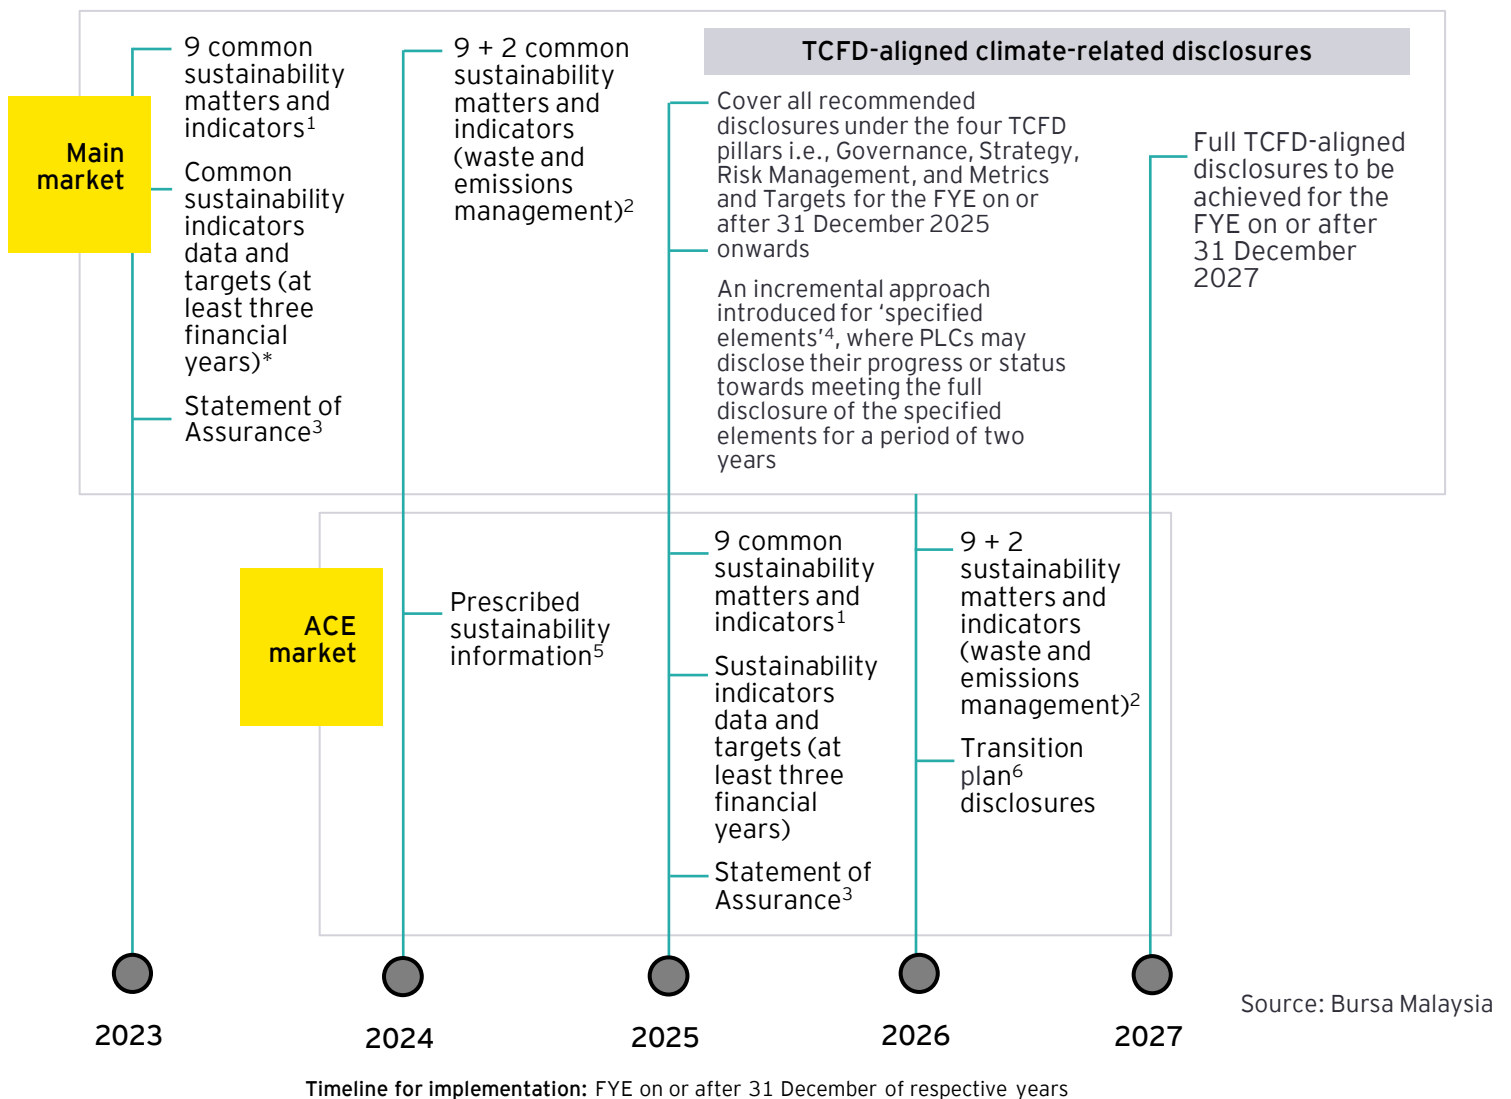 Main
market
9 common
sustainability
matters and
indicators¹
Common
sustainability
indicators
data and
targets (at
least three
financial
years)*
Statement of
Assurance³
9 + 2 common
sustainability
matters and
indicators
(waste and
emissions
management)²
TCFD-aligned climate-related disclosures
Cover all recommended
disclosures under the four TCFD
pillars i.e., Governance, Strategy,
Risk Management, and Metrics
and Targets for the FYE on or
after 31 December 2025
onwards
An incremental approach
introduced for ‘specified
elements’⁴, where PLCs may
disclose their progress or status
towards meeting the full
disclosure of the specified
elements for a period of two
years
Full TCFD-aligned
disclosures to be
achieved for the
FYE on or after
31 December
2027
ACE
market
Prescribed
sustainability
information⁵
9 common
sustainability
matters and
indicators¹
Sustainability
indicators
data and
targets (at
least three
financial
years)
Statement of
Assurance³
9 + 2
sustainability
matters and
indicators
(waste and
emissions
management)²
Transition
plan⁶
disclosures
2023
2024
2025
2026
2027
Source: Bursa Malaysia
Timeline for implementation: FYE on or after 31 December of respective years